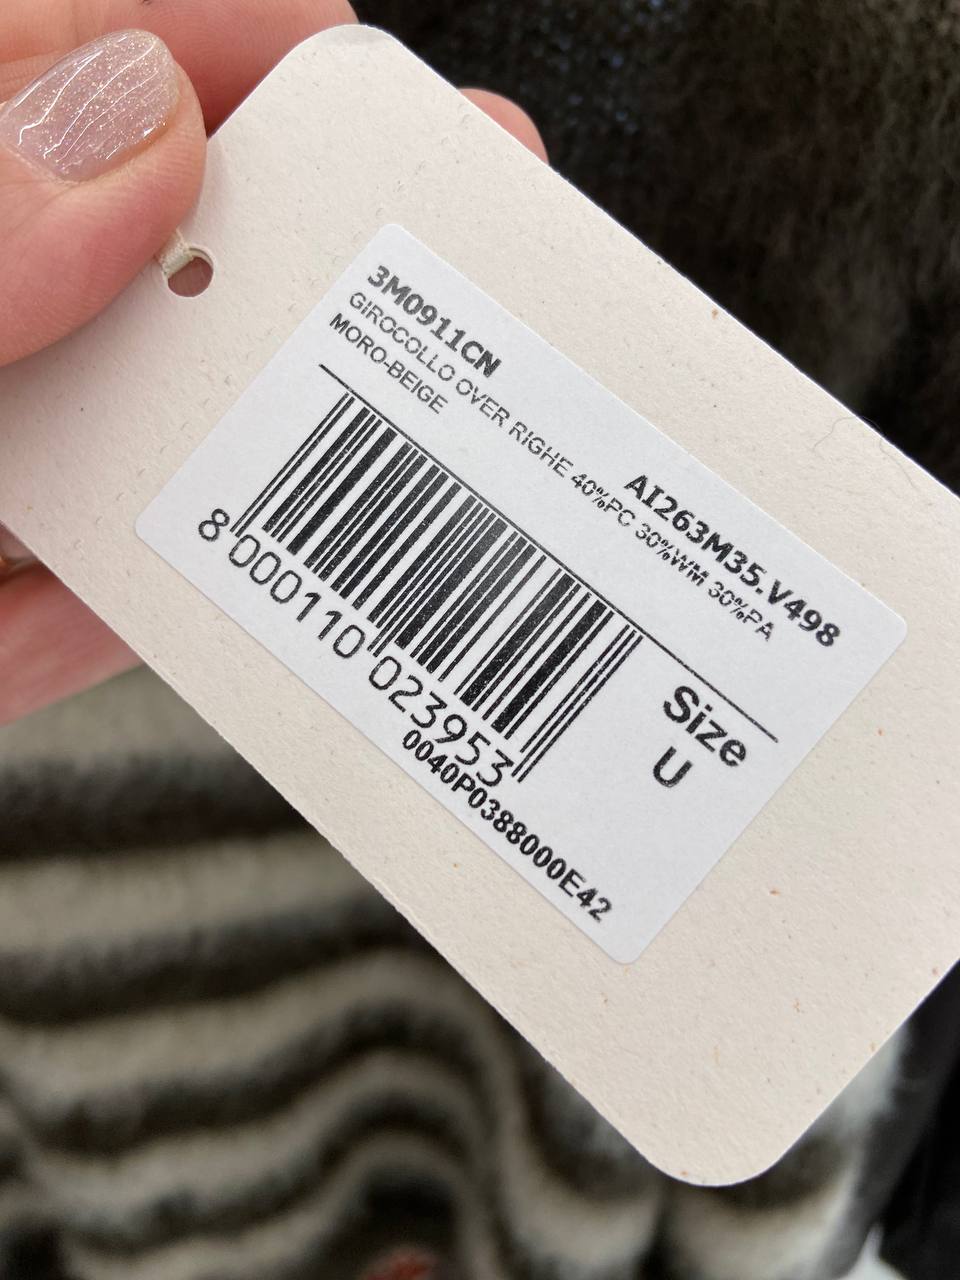 3M0911CN
GIROCOLLO OVER RIGHE 40%PC 30%WM 30%PA
MORO-BEIGE
AI263M35.V498
Size
U
8 000110 023953
0040P0388000E42